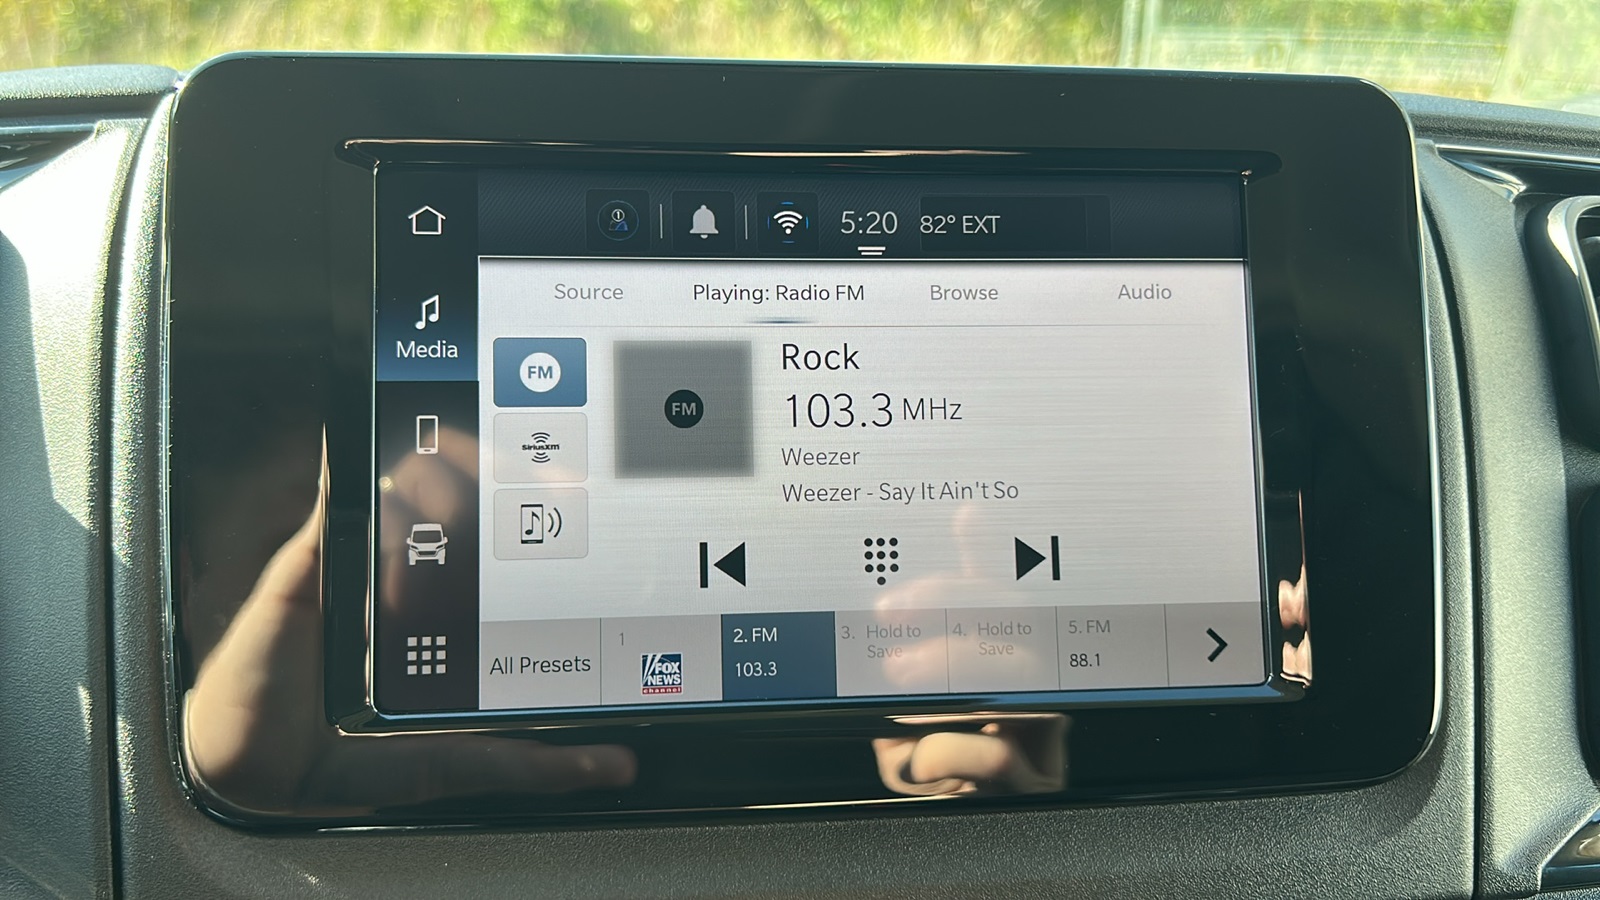 5:20 82° EXT
Media
Source Playing: Radio FM Browse Audio
FM
SiriusXM
FM
Rock
103.3 MHz
Weezer
Weezer - Say It Ain't So
All Presets
1
FOX
NEWS
channel
2. FM
103.3
3. Hold to
Save
4. Hold to
Save
5. FM
88.1